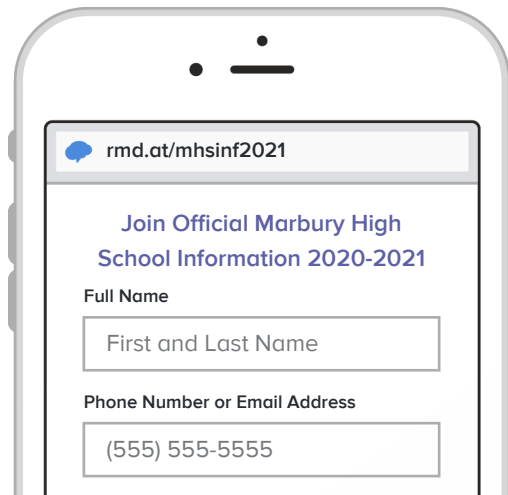 rmd.at/mhsinf2021
Join Official Marbury High
School Information 2020-2021
Full Name
First and Last Name
Phone Number or Email Address
(555) 555-5555